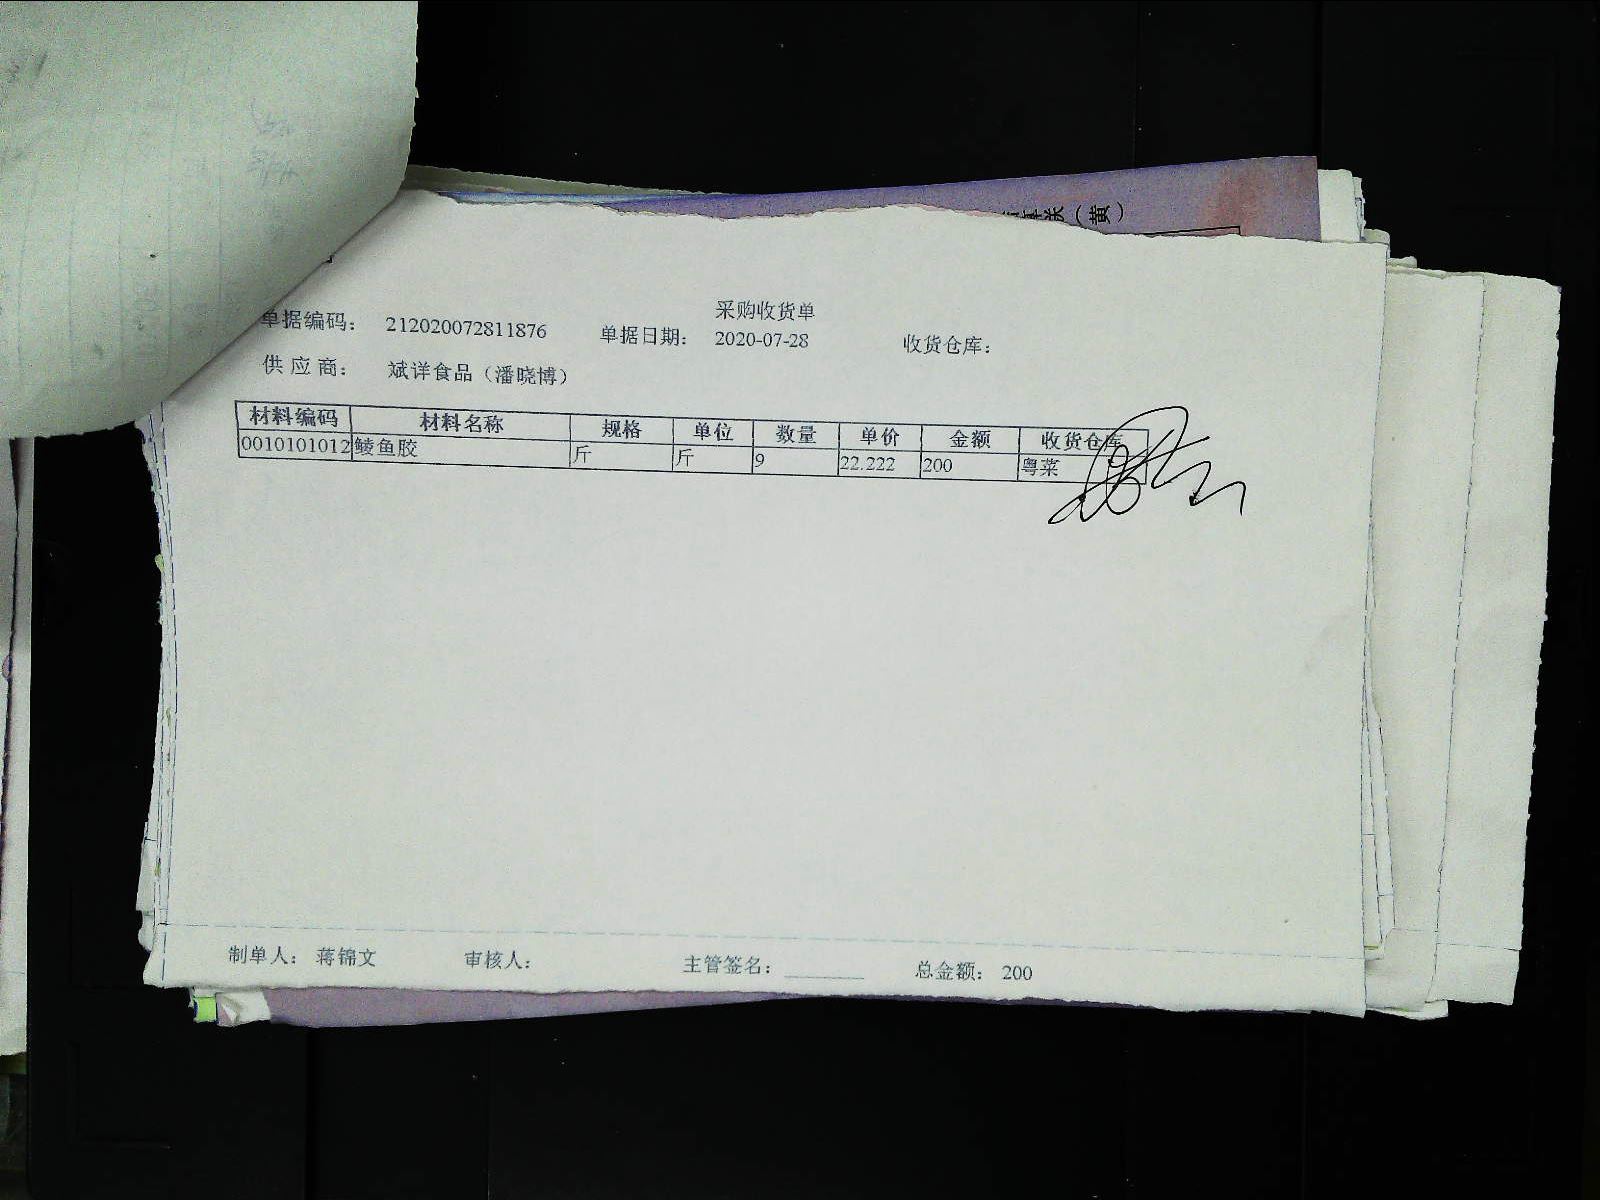 采购收货单
单据编码： 212020072811876 单据日期： 2020-07-28 收货仓库：
供应商： 斌详食品（潘晓博）
材料编码 材料名称 规格 单位 数量 单价 金额 收货仓库
0010101012 鲮鱼胶 斤 斤 9 22.222 200 粤菜
制单人： 蒋锦文 审核人： 主管签名： ________ 总金额： 200
（黄）